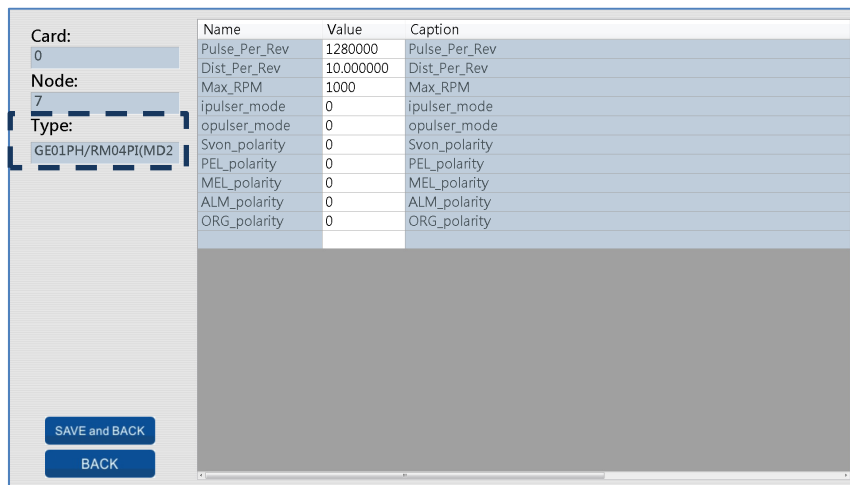 Card:
0
Node:
7
Type:
GE01PH/RM04PI(MD2
Name Value Caption
Pulse_Per_Rev 1280000 Pulse_Per_Rev
Dist_Per_Rev 10.000000 Dist_Per_Rev
Max_RPM 1000 Max_RPM
ipulser_mode 0 ipulser_mode
opulser_mode 0 opulser_mode
Svon_polarity 0 Svon_polarity
PEL_polarity 0 PEL_polarity
MEL_polarity 0 MEL_polarity
ALM_polarity 0 ALM_polarity
ORG_polarity 0 ORG_polarity
SAVE and BACK
BACK